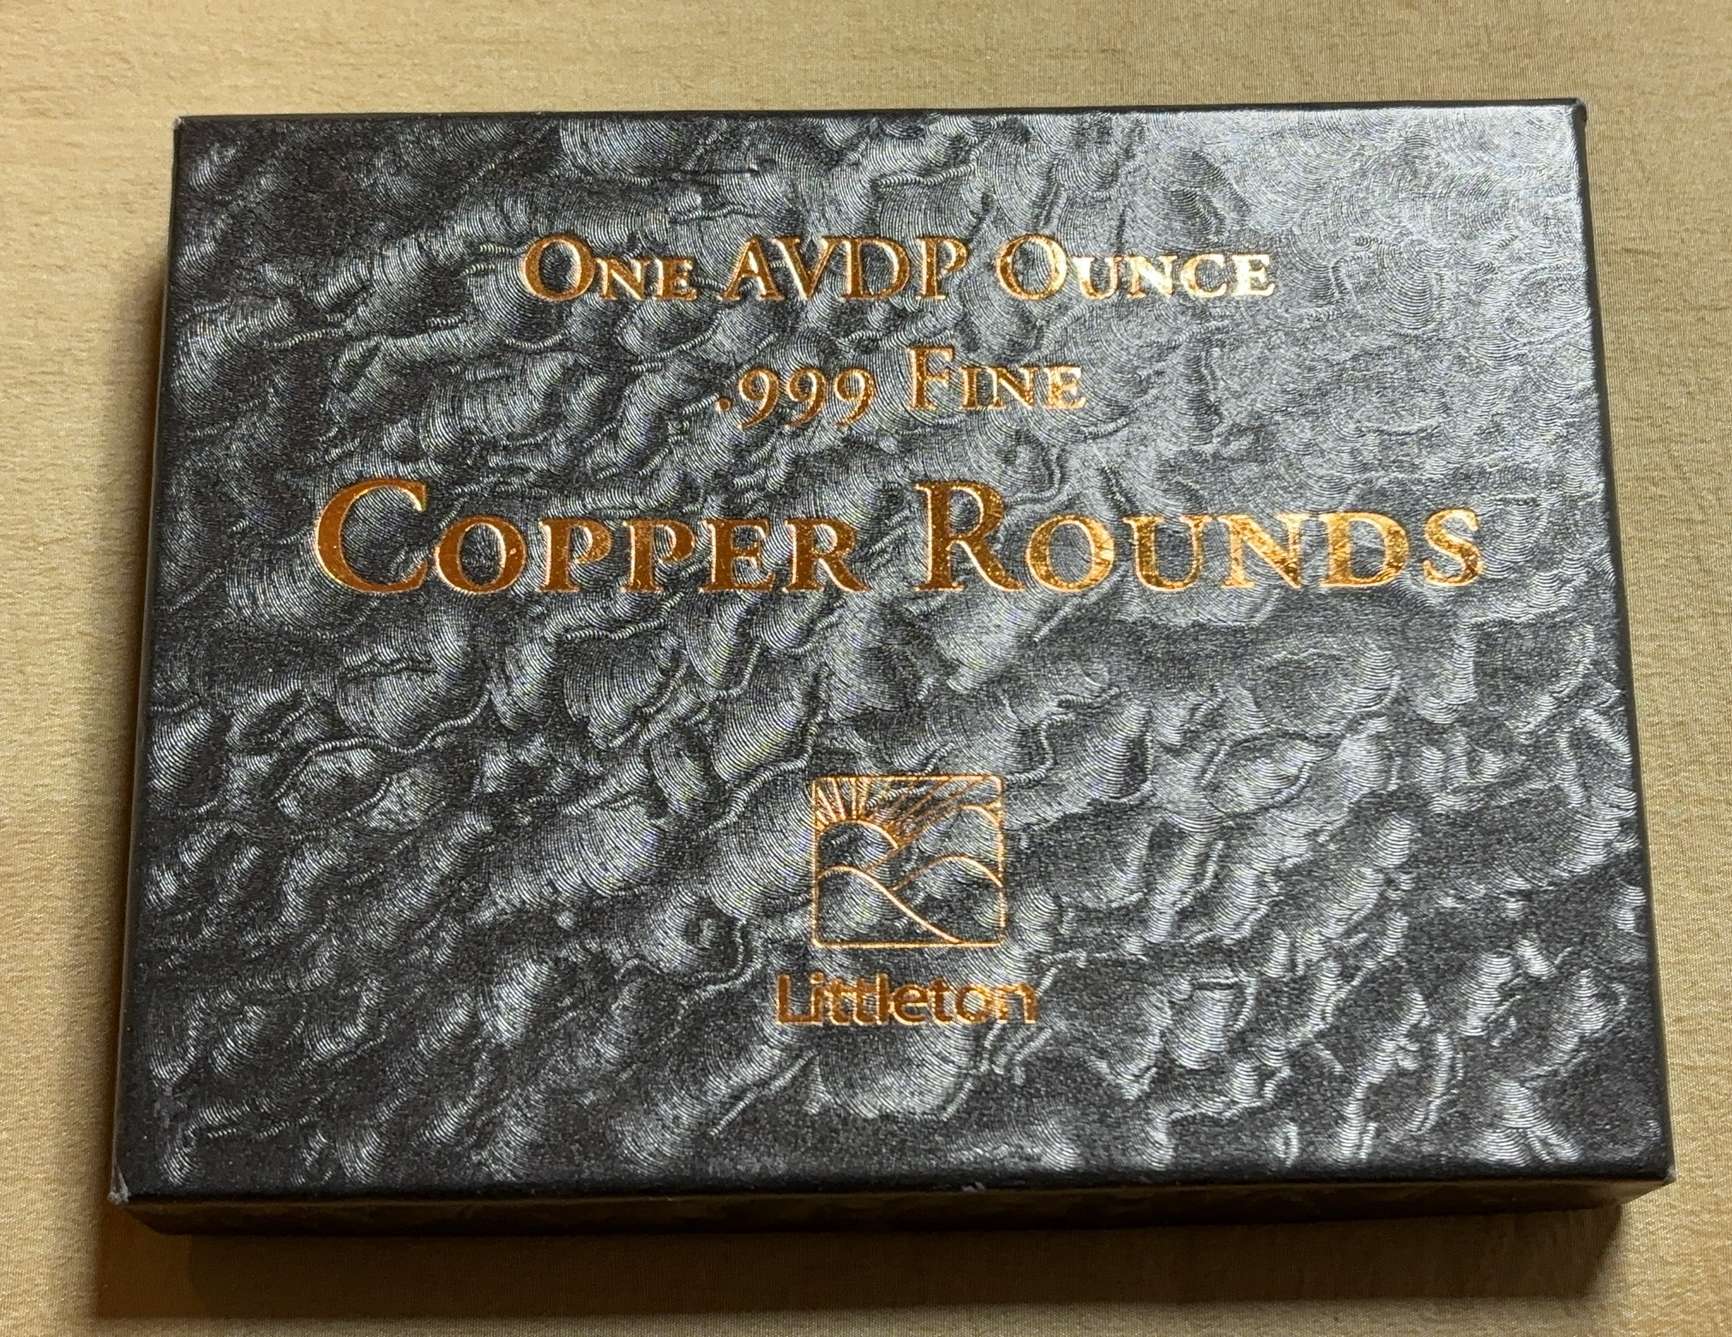 One AVDP Ounce
.999 Fine
Copper Rounds
Littleton